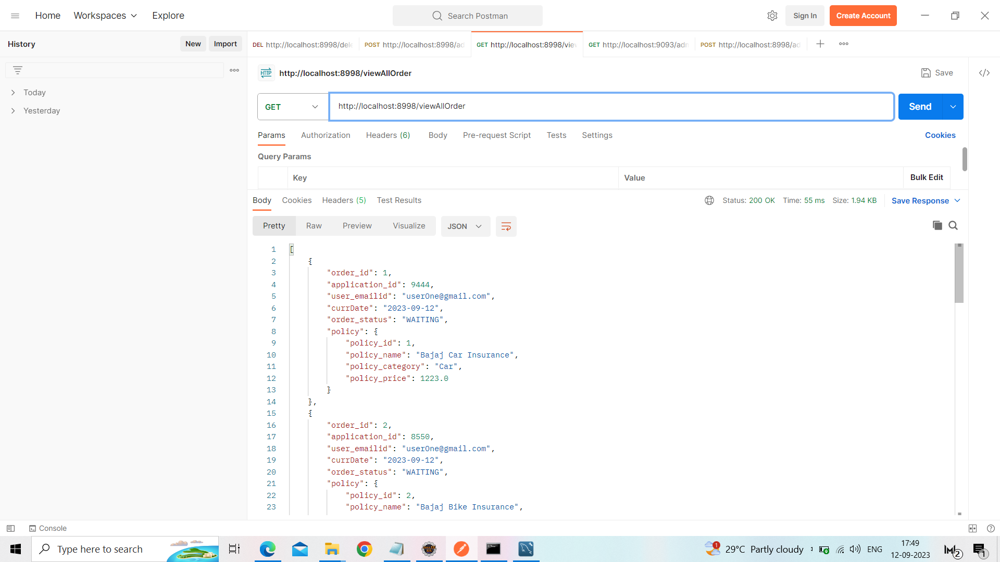 Home Workspaces Explore Search Postman Sign In Create Account
History New Import
DEL http://localhost:8998/dele POST http://localhost:8998/ad GET http://localhost:8998/view GET http://localhost:9093/adm POST http://localhost:8998/ad
HTTP http://localhost:8998/viewAllOrder Save
Today
Yesterday
GET http://localhost:8998/viewAllOrder Send
Params Authorization Headers (6) Body Pre-request Script Tests Settings Cookies
Query Params
Key Value Bulk Edit
Body Cookies Headers (5) Test Results Status: 200 OK Time: 55 ms Size: 1.94 KB Save Response
Pretty Raw Preview Visualize JSON
1 [
2 {
3 "order_id": 1,
4 "application_id": 9444,
5 "user_emailid": "userOne@gmail.com",
6 "currDate": "2023-09-12",
7 "order_status": "WAITING",
8 "policy": {
9 "policy_id": 1,
10 "policy_name": "Bajaj Car Insurance",
11 "policy_category": "Car",
12 "policy_price": 1223.0
13 }
14 },
15 {
16 "order_id": 2,
17 "application_id": 8550,
18 "user_emailid": "userOne@gmail.com",
19 "currDate": "2023-09-12",
20 "order_status": "WAITING",
21 "policy": {
22 "policy_id": 2,
23 "policy_name": "Bajaj Bike Insurance",
Console
Type here to search 1 29°C Partly cloudy ENG 17:49 2 1
12-09-2023